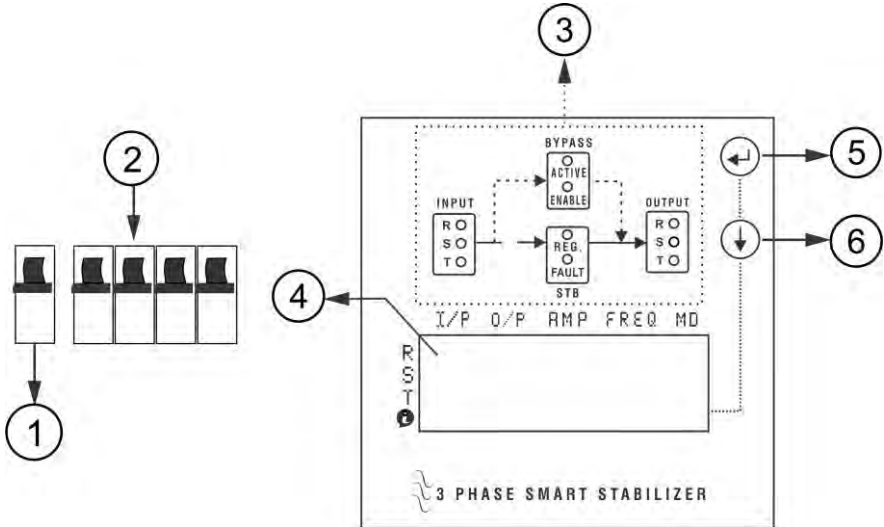 3
2
BYPASS
ACTIVE
ENABLE
5
INPUT
R
S
T
OUTPUT
R
S
T
REG.
FAULT
STB
6
4
I/P O/P AMP FREQ MD
R
S
T
i
1
3 PHASE SMART STABILIZER